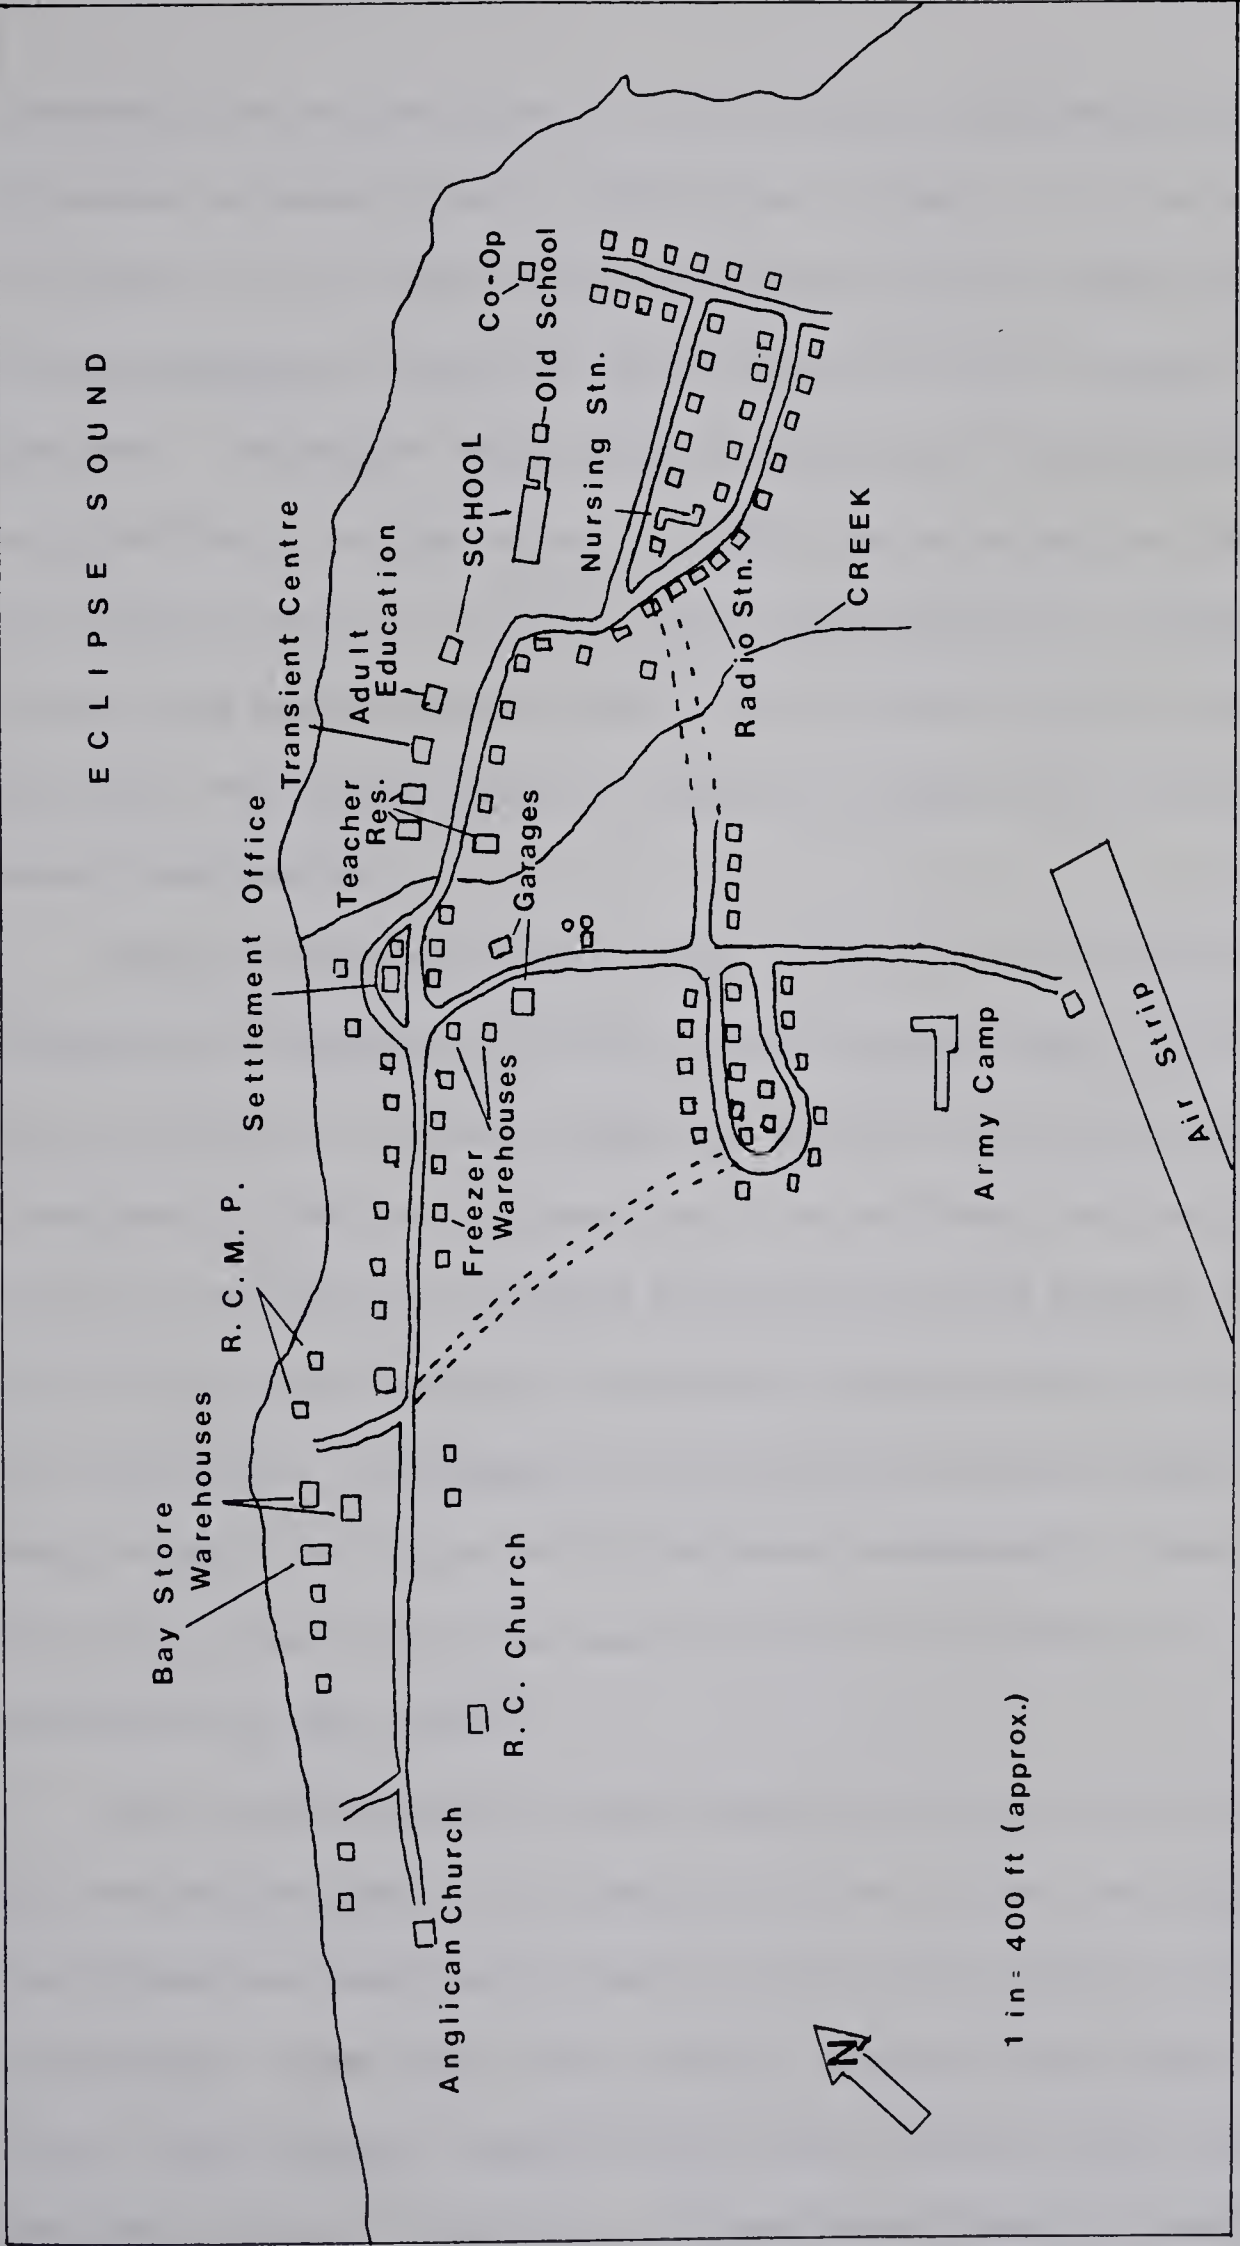 ECLIPSE SOUND
Transient Centre
Settlement Office
Adult
Education
Teacher
Res.
SCHOOL
Co-Op
Old School
Nursing Stn.
Garages
Radio Stn.
CREEK
R.C.M.P.
Freezer
Warehouses
Bay Store
Warehouses
R.C. Church
Anglican Church
Army Camp
Air Strip
N
1 in = 400 ft (approx.)